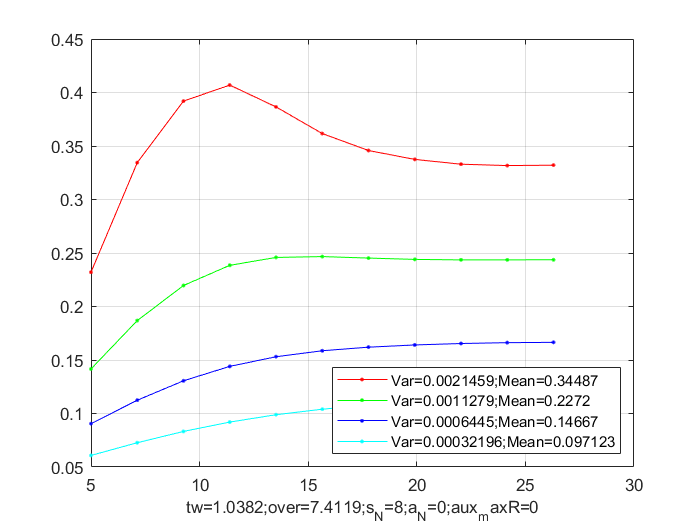 0.45
0.4
0.35
0.3
0.25
0.2
0.15
0.1
0.05
Var=0.0021459;Mean=0.34487
Var=0.0011279;Mean=0.2272
Var=0.0006445;Mean=0.14667
Var=0.00032196;Mean=0.097123
5 10 15 20 25 30
tw=1.0382;over=7.4119;s_N=8;a_N=0;aux_maxR=0